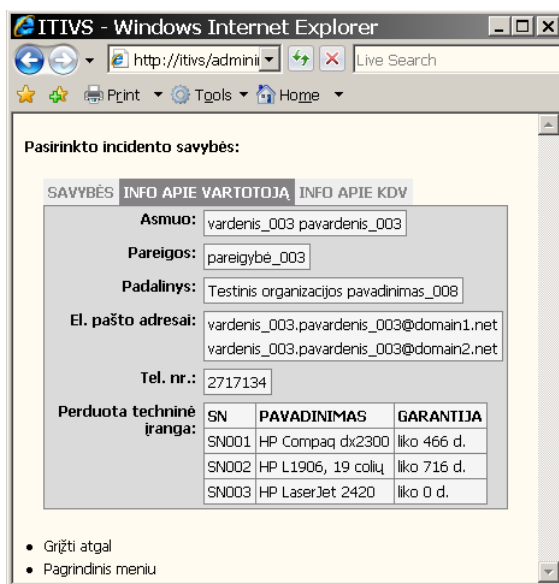 ITIVS - Windows Internet Explorer
http://itivs/admini Live Search
Print Tools Home
Pasirinkto incidento savybės:
SAVYBĖS INFO APIE VARTOTOJĄ INFO APIE KDV
Asmuo: vardenis_003 pavardenis_003
Pareigos: pareigybė_003
Padalinys: Testinis organizacijos pavadinimas_008
El. pašto adresai: vardenis_003.pavardenis_003@domain1.net
vardenis_003.pavardenis_003@domain2.net
Tel. nr.: 2717134
Perduota techninė SN PAVADINIMAS GARANTIJA
įranga: SN001 HP Compaq dx2300 liko 466 d.
SN002 HP L1906, 19 colių liko 716 d.
SN003 HP LaserJet 2420 liko 0 d.
Grįžti atgal
Pagrindinis meniu